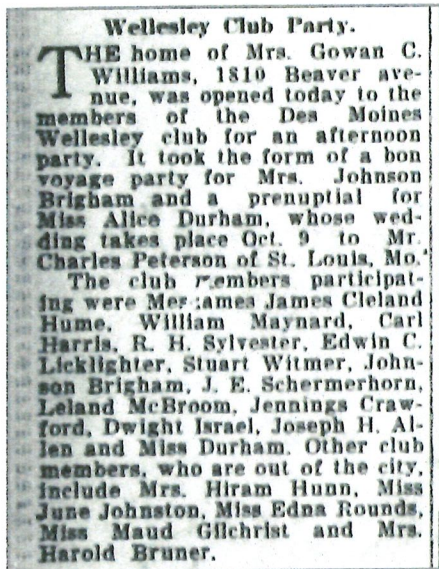 Wellesley Club Party.
THE home of Mrs. Gowan C.
Williams, 1810 Beaver ave-
nue, was opened today to the
members of the Des Moines
Wellesley club for an afternoon
party. It took the form of a bon
voyage party for Mrs. Johnson
Brigham and a prenuptial for
Miss Alice Durham, whose wed-
ding takes place Oct. 9 to Mr.
Charles Peterson of St. Louis, Mo.
The club members participat-
ing were Mesdames James Cleland
Hume, William Maynard, Carl
Harris, R. H. Sylvester, Edwin C.
Licklighter, Stuart Witmer, John-
son Brigham, J. E. Schermerhorn,
Leland McBroom, Jennings Craw-
ford, Dwight Israel, Joseph H. Al-
len and Miss Durham. Other club
members, who are out of the city,
include Mrs. Hiram Hunn, Miss
June Johnston, Miss Edna Rounds,
Miss Maud Gilchrist and Mrs.
Harold Bruner.